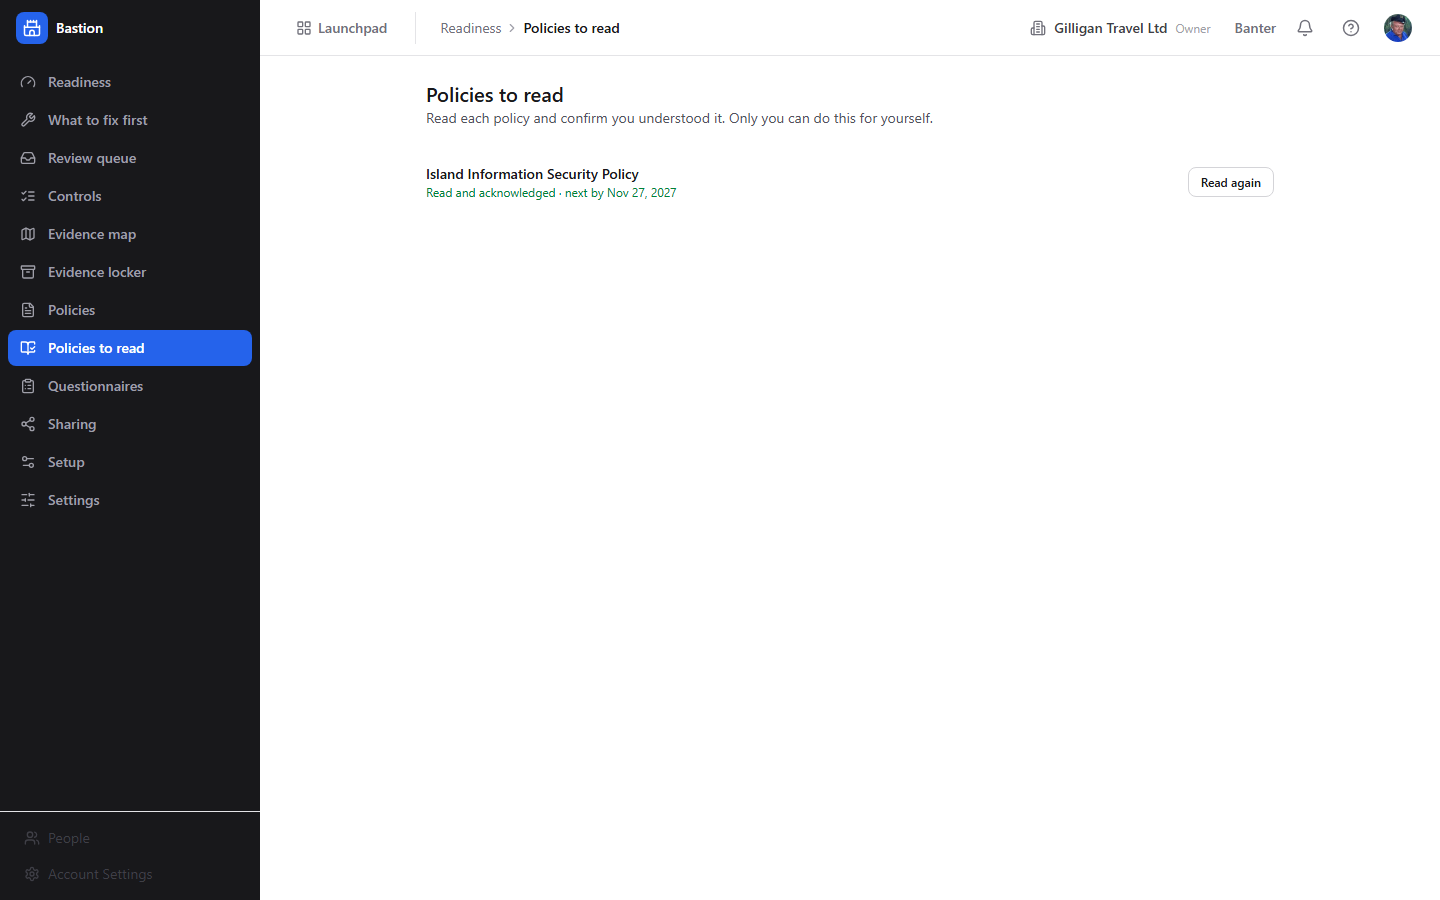 Bastion
Readiness
What to fix first
Review queue
Controls
Evidence map
Evidence locker
Policies
Policies to read
Questionnaires
Sharing
Setup
Settings
People
Account Settings
Launchpad
Readiness > Policies to read
Gilligan Travel Ltd Owner
Banter
Policies to read
Read each policy and confirm you understood it. Only you can do this for yourself.
Island Information Security Policy
Read and acknowledged · next by Nov 27, 2027
Read again